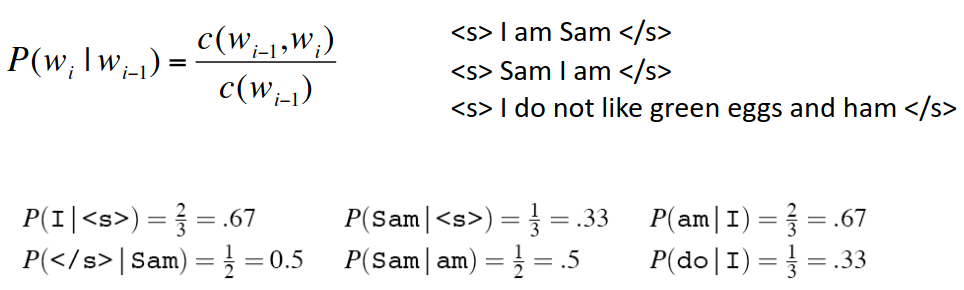 P(w_i | w_{i-1}) = c(w_{i-1}, w_i) / c(w_{i-1})
<s> I am Sam </s>
<s> Sam I am </s>
<s> I do not like green eggs and ham </s>
P(I|<s>) = 2/3 = .67 P(Sam|<s>) = 1/3 = .33 P(am|I) = 2/3 = .67
P(</s>|Sam) = 1/2 = 0.5 P(Sam|am) = 1/2 = .5 P(do|I) = 1/3 = .33